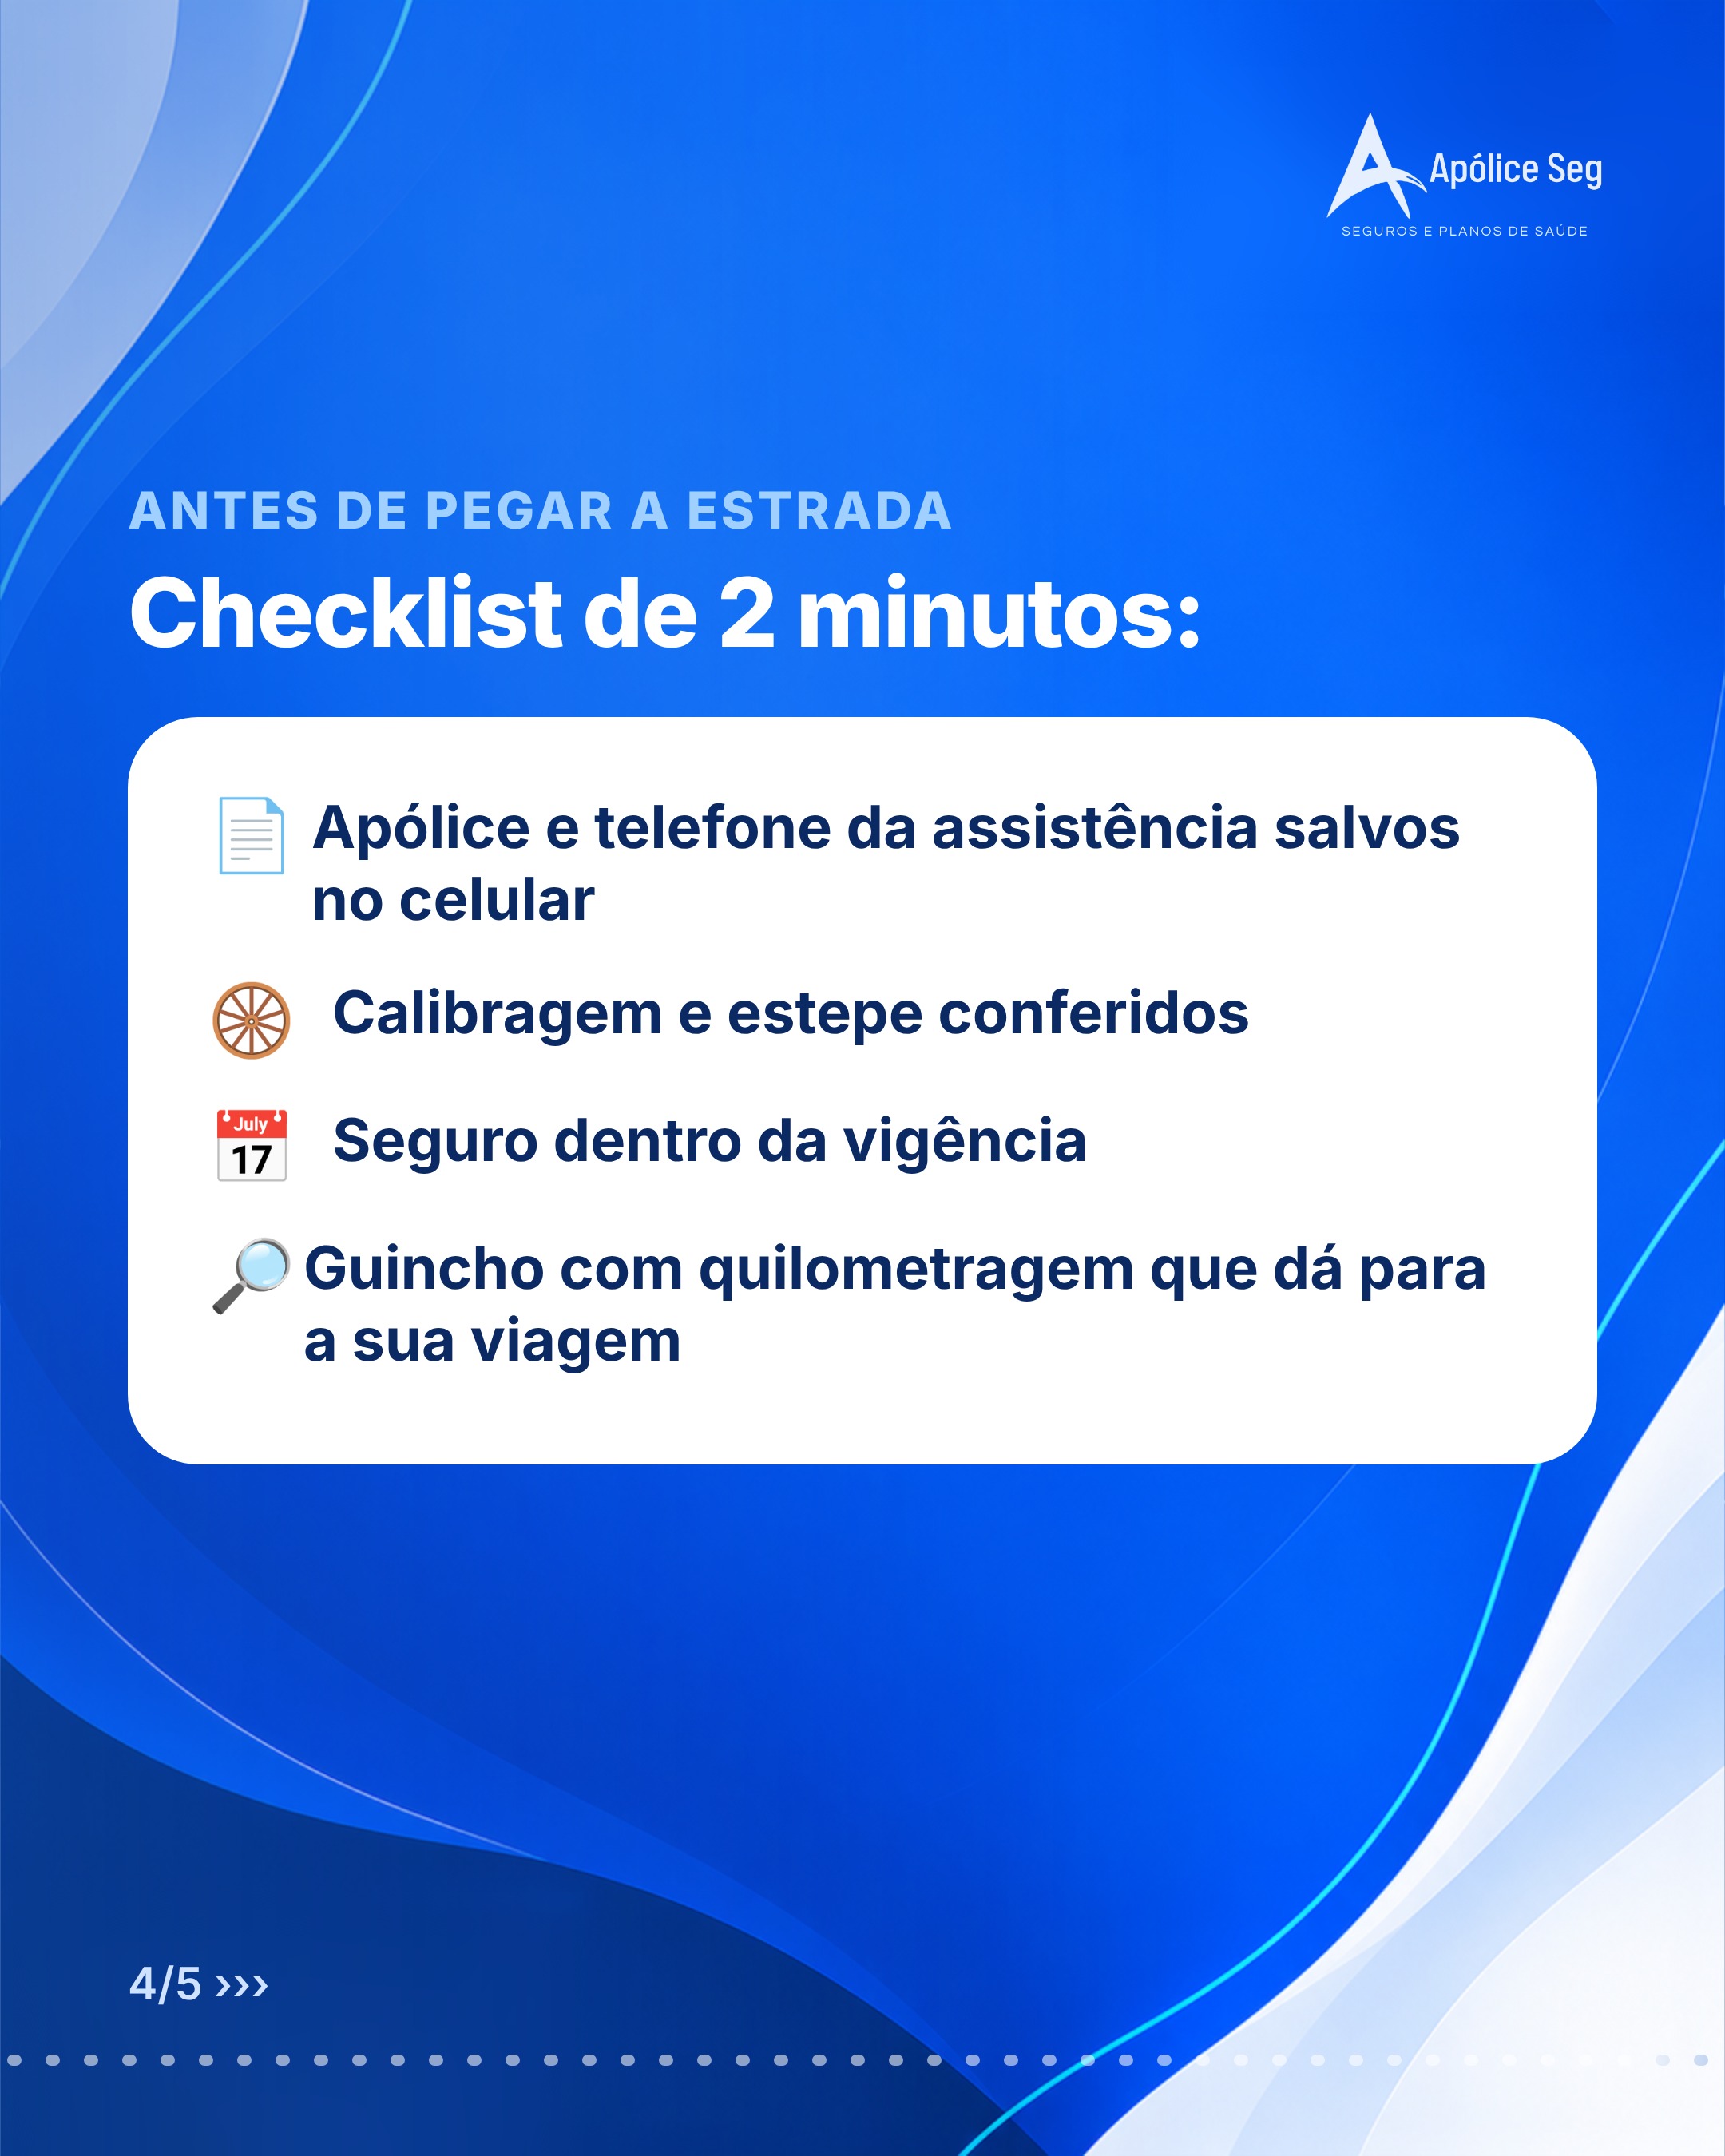 Apólice Seg
SEGUROS E PLANOS DE SAÚDE
ANTES DE PEGAR A ESTRADA
Checklist de 2 minutos:
Apólice e telefone da assistência salvos
no celular
Calibragem e estepe conferidos
July
17
Seguro dentro da vigência
Guincho com quilometragem que dá para
a sua viagem
4/5 ›››